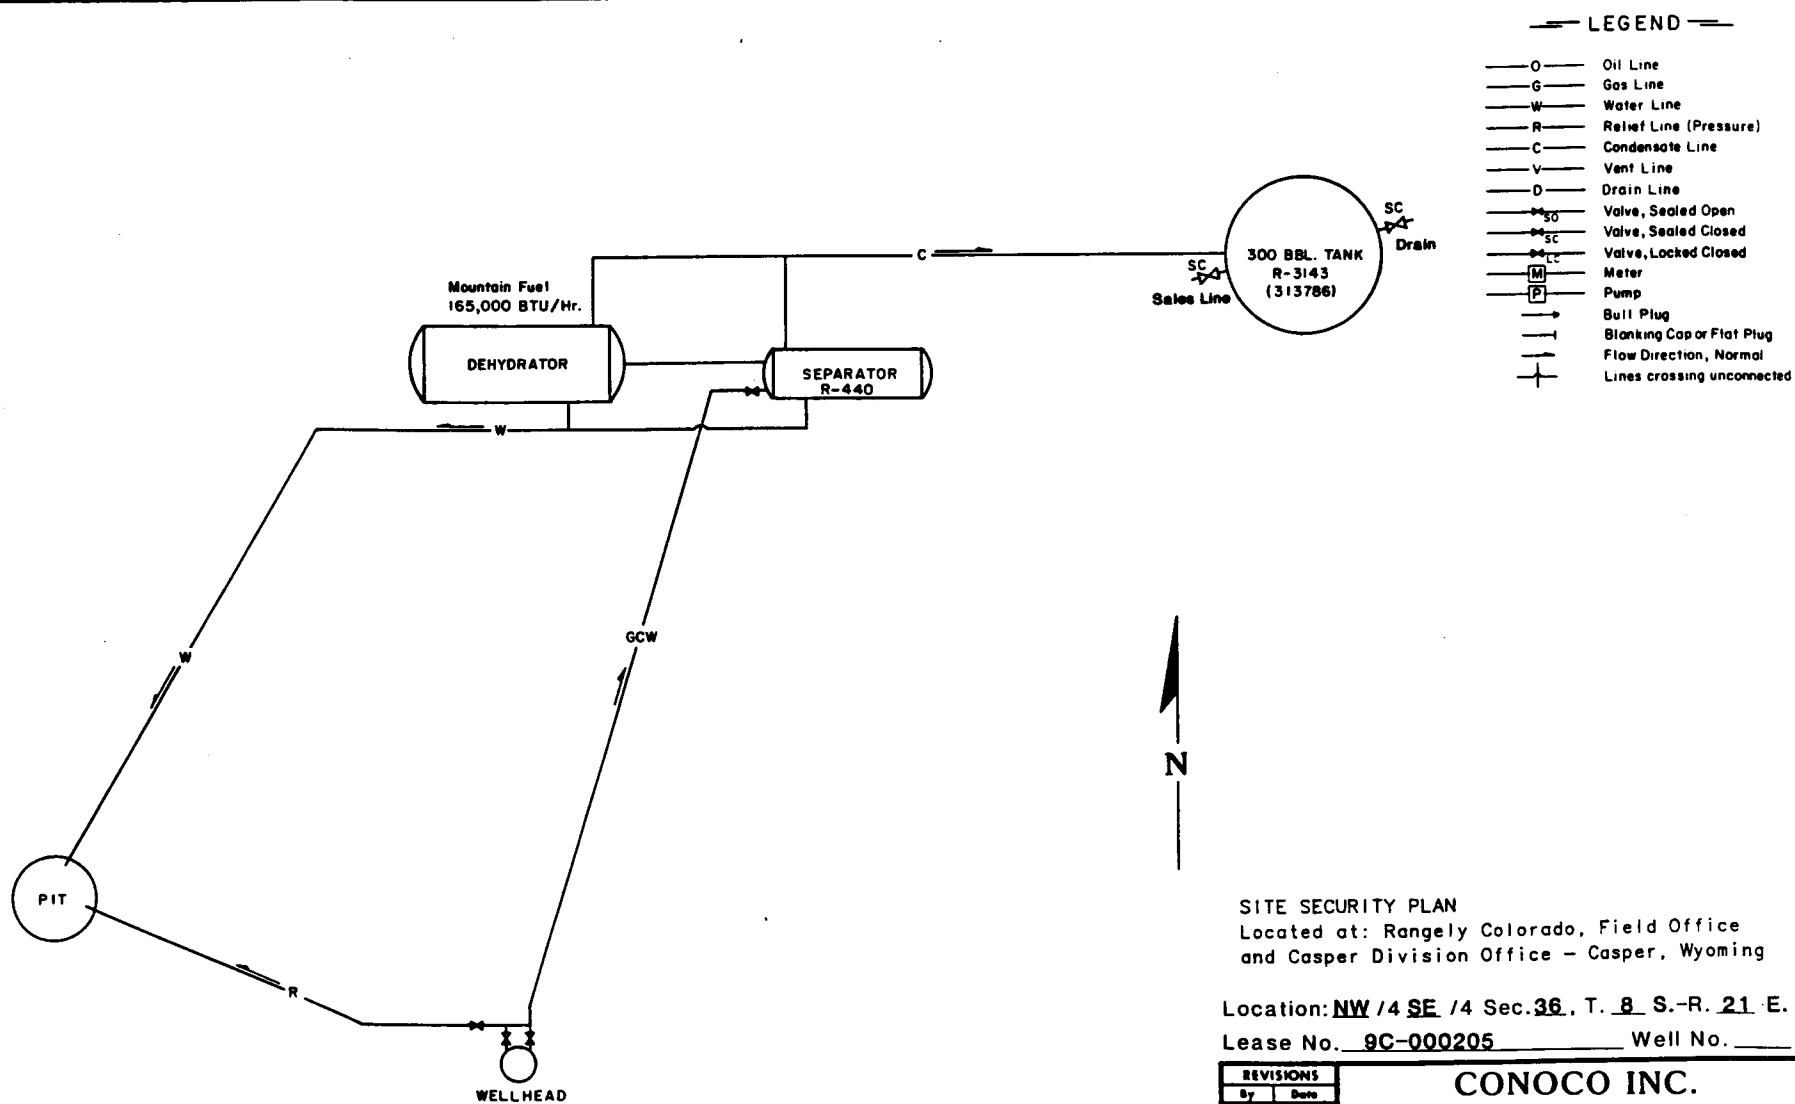 LEGEND
O Oil Line
G Gas Line
W Water Line
R Relief Line (Pressure)
C Condensate Line
V Vent Line
D Drain Line
SO Valve, Sealed Open
SC Valve, Sealed Closed
LC Valve, Locked Closed
M Meter
P Pump
Bull Plug
Blanking Cap or Flat Plug
Flow Direction, Normal
Lines crossing unconnected
SC
Drain
C
300 BBL. TANK
R-3143
(313786)
SC
Sales Line
Mountain Fuel
165,000 BTU/Hr.
DEHYDRATOR
SEPARATOR
R-440
W
GCW
W
N
PIT
R
WELLHEAD
SITE SECURITY PLAN
Located at: Rangely Colorado, Field Office
and Casper Division Office – Casper, Wyoming
Location: NW /4 SE /4 Sec. 36, T. 8 S.-R. 21 E.
Lease No. 9C-000205 Well No.
REVISIONS
By Date
CONOCO INC.